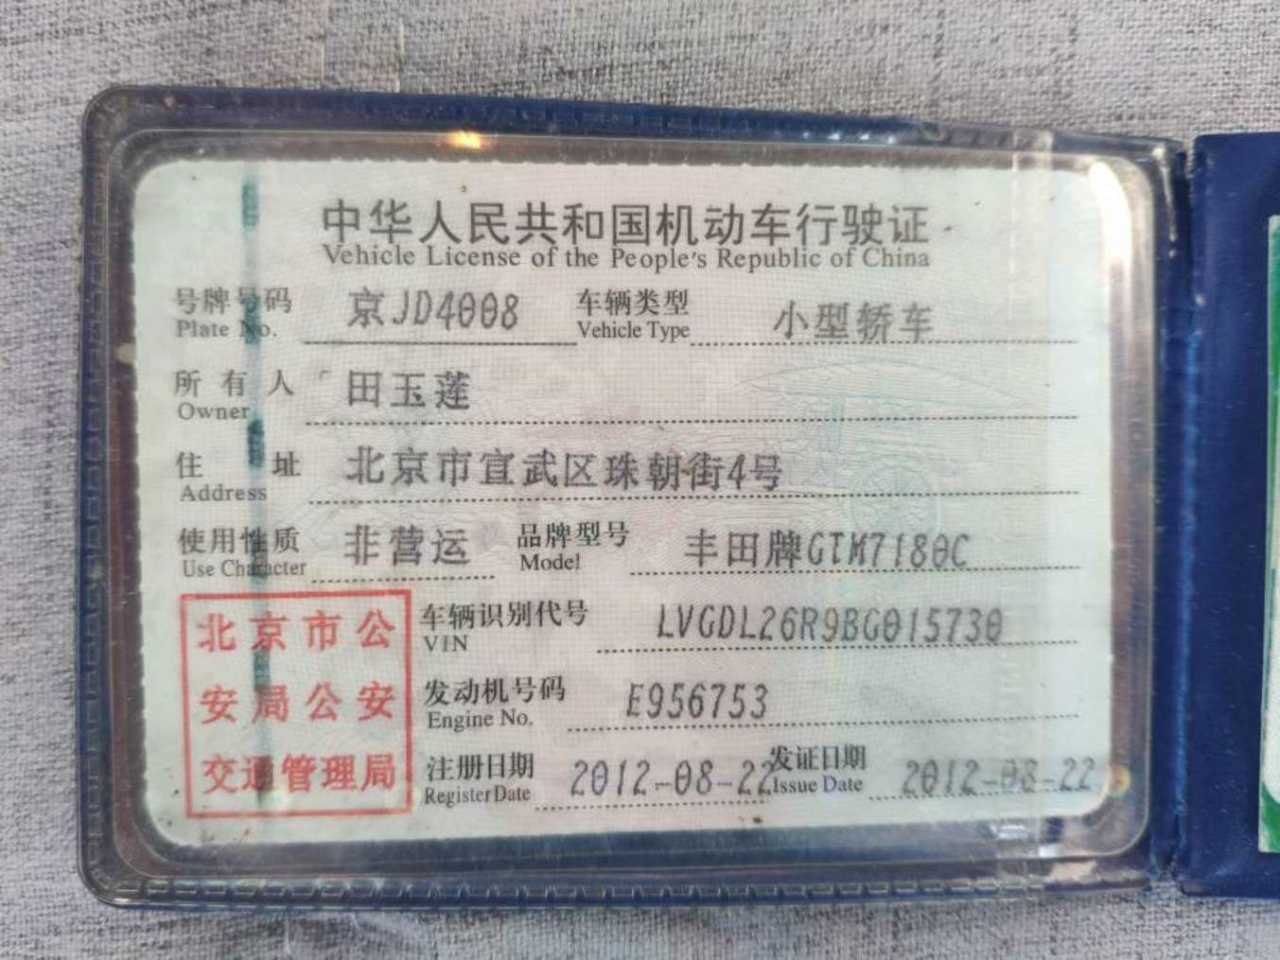 中华人民共和国机动车行驶证
Vehicle License of the People's Republic of China
号牌号码 京JD4008 车辆类型 小型轿车
Plate No. Vehicle Type
所有人 田玉莲
Owner
住址 北京市宣武区珠朝街4号
Address
使用性质 非营运 品牌型号 丰田牌GTM7180C
Use Character Model
北京市公
安局公安
交通管理局
车辆识别代号 LVGDL26R9BG015730
VIN
发动机号码 E956753
Engine No.
注册日期 2012-08-22 发证日期 2012-08-22
Register Date Issue Date